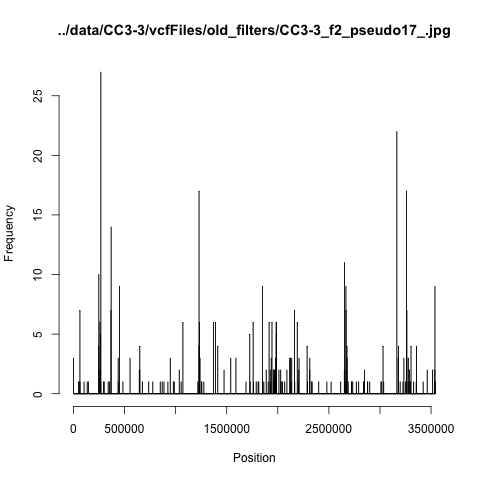 ../data/CC3-3/vcfFiles/old_filters/CC3-3_f2_pseudo17_.jpg
Frequency
25
20
15
10
5
0
0 500000 1500000 2500000 3500000
Position